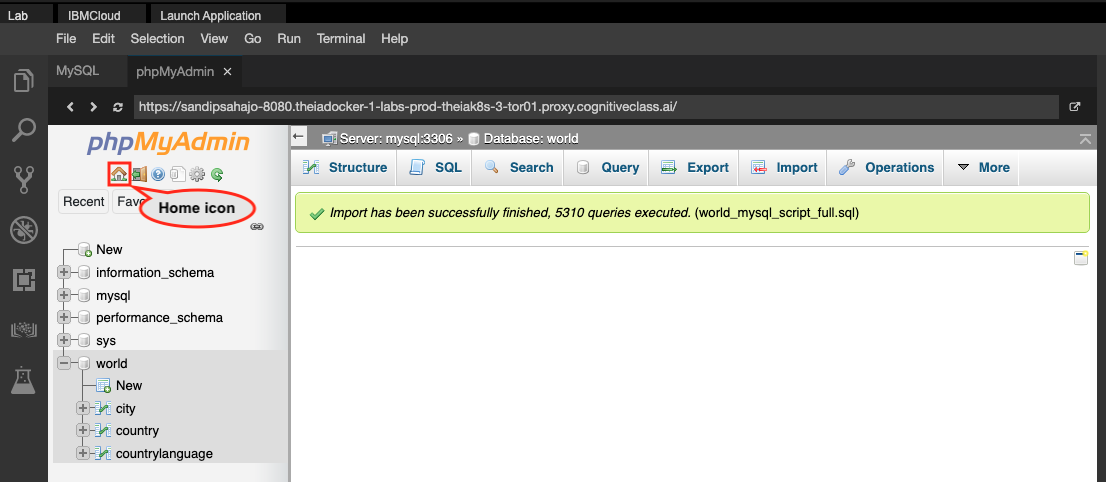 Lab IBMCloud Launch Application
File Edit Selection View Go Run Terminal Help
MySQL phpMyAdmin
https://sandipsahajo-8080.theiadocker-1-labs-prod-theiak8s-3-tor01.proxy.cognitiveclass.ai/
phpMyAdmin
Server: mysql:3306 » Database: world
Structure SQL Search Query Export Import Operations More
Recent
Home icon
Import has been successfully finished, 5310 queries executed. (world_mysql_script_full.sql)
New
information_schema
mysql
performance_schema
sys
world
New
city
country
countrylanguage